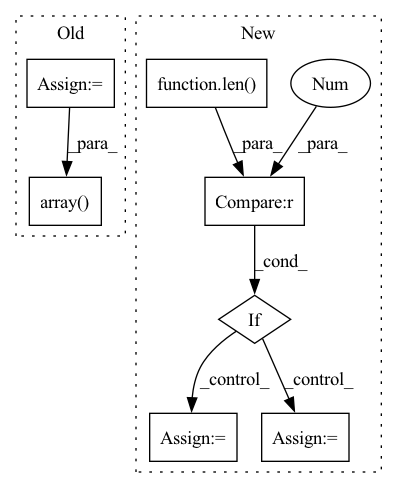 Old
New
Assign:=
function.len()
Num
_para_
_para_
_para_
array()
Compare:r
_cond_
If
_control_
_control_
Assign:=
Assign:=